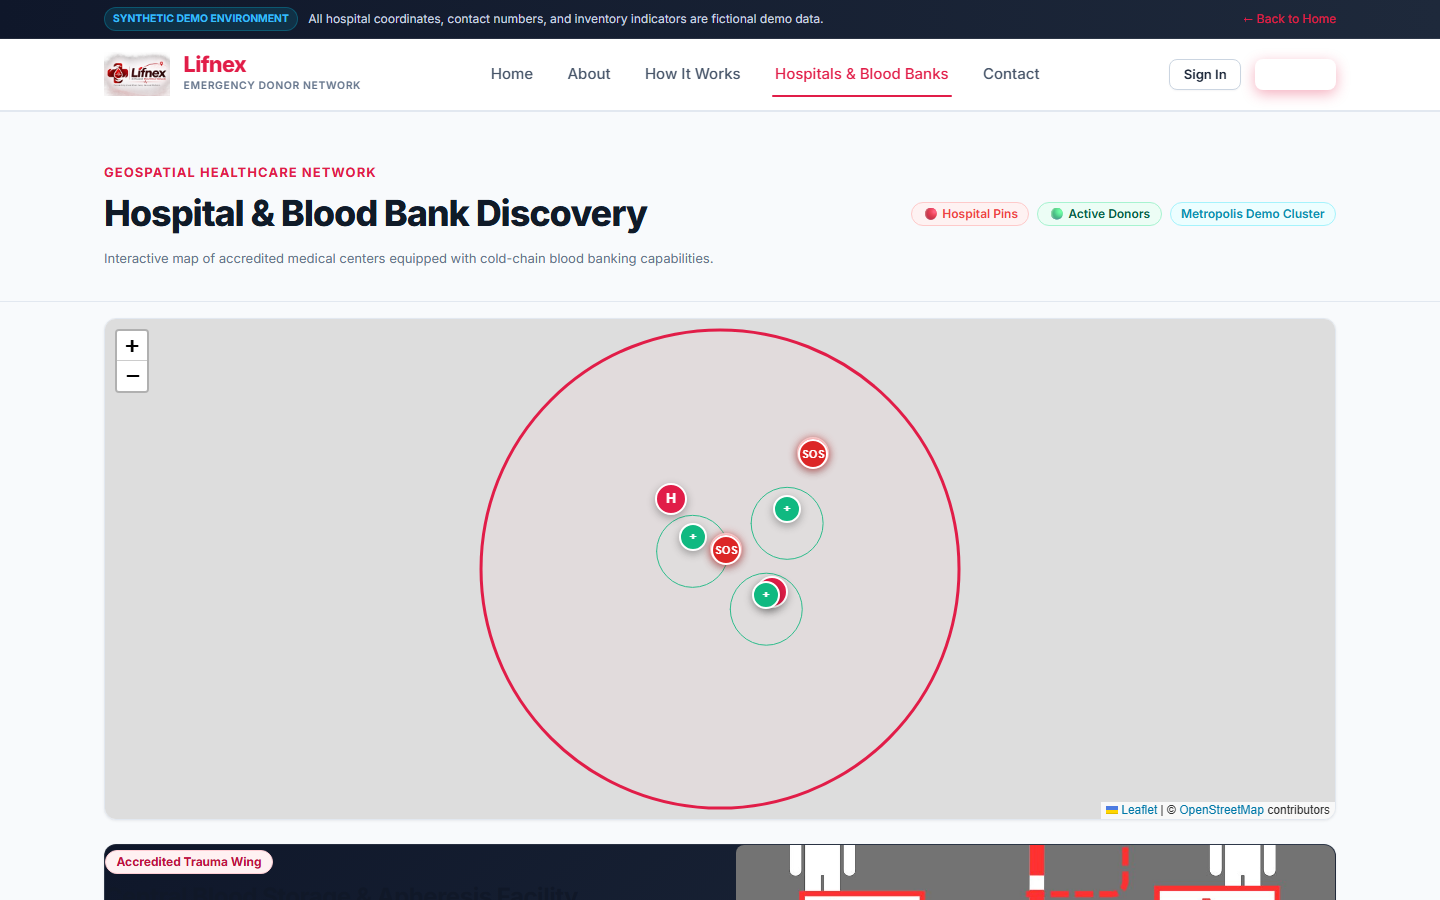 SYNTHETIC DEMO ENVIRONMENT All hospital coordinates, contact numbers, and inventory indicators are fictional demo data. ← Back to Home
Lifnex
Lifnex
EMERGENCY DONOR NETWORK
Home About How It Works Hospitals & Blood Banks Contact
Sign In
GEOSPATIAL HEALTHCARE NETWORK
Hospital & Blood Bank Discovery
Hospital Pins Active Donors Metropolis Demo Cluster
Interactive map of accredited medical centers equipped with cold-chain blood banking capabilities.
+
−
SOS
H
+
+
SOS
+
Leaflet | © OpenStreetMap contributors
Accredited Trauma Wing
Storage & Apheresis Facility